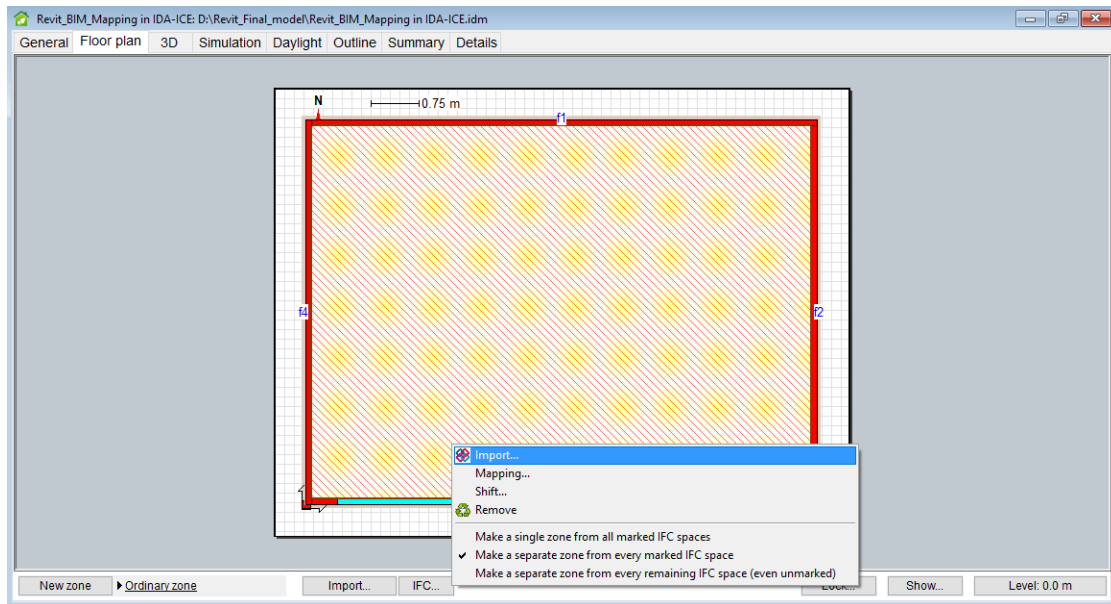 Revit_BIM_Mapping in IDA-ICE: D:\Revit_Final_model\Revit_BIM_Mapping in IDA-ICE.idm
General Floor plan 3D Simulation Daylight Outline Summary Details
N 0.75 m
f1
f4 f2
Import...
Mapping...
Shift...
Remove
Make a single zone from all marked IFC spaces
Make a separate zone from every marked IFC space
Make a separate zone from every remaining IFC space (even unmarked)
New zone Ordinary zone Import... IFC... Lock... Show... Level: 0.0 m